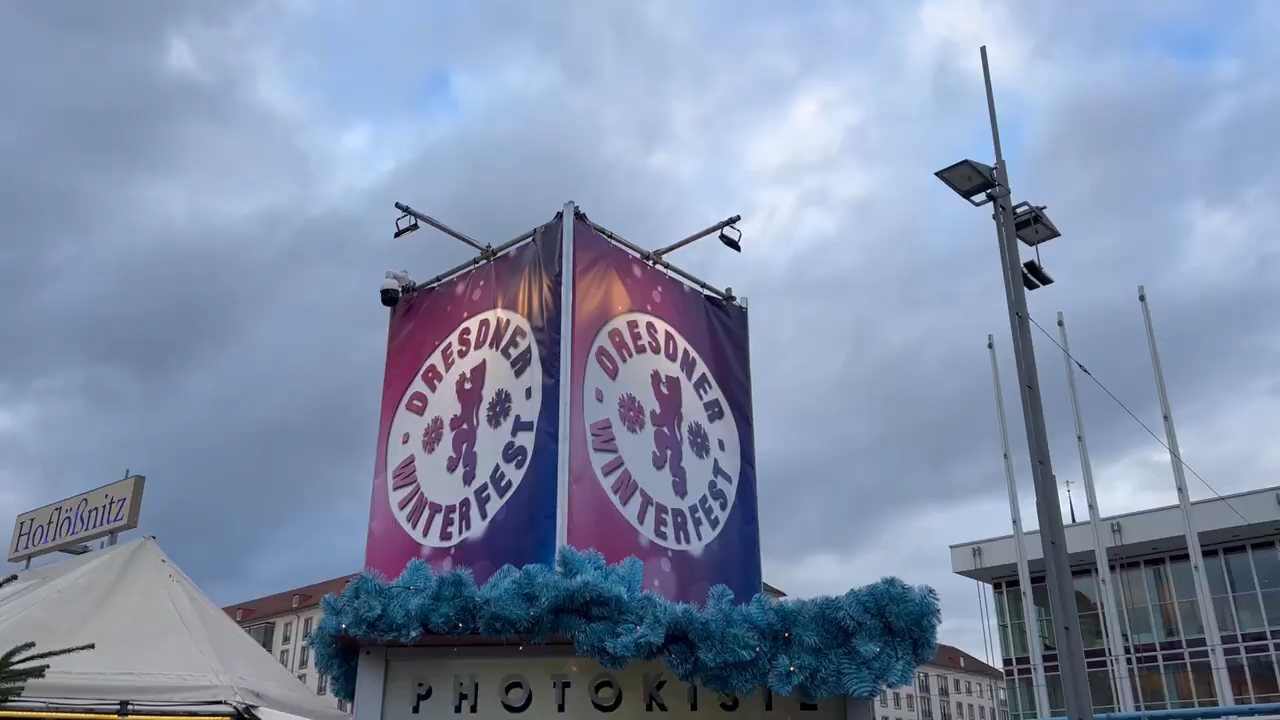 Hoflößnitz
DRESDNER
WINTERFEST
DRESDNER
WINTERFEST
PHOTOKISTE